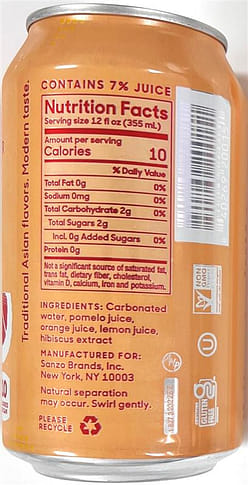 CONTAINS 7% JUICE
Nutrition Facts
Serving size 12 fl oz (355 mL)
Amount per serving
Calories 10
% Daily Value
Total Fat 0g 0%
Sodium 0mg 0%
Total Carbohydrate 2g 0%
Total Sugars 2g
Incl. 0g Added Sugars 0%
Protein 0g
Not a significant source of saturated fat,
trans fat, dietary fiber, cholesterol,
vitamin D, calcium, iron and potassium.
INGREDIENTS: Carbonated
water, pomelo juice,
orange juice, lemon juice,
hibiscus extract
MANUFACTURED FOR:
Sanzo Brands, Inc.
New York, NY 10003
Natural separation
may occur. Swirl gently.
PLEASE
RECYCLE
Traditional Asian flavors. Modern taste.
NON
GMO
U
GLUTEN
FREE